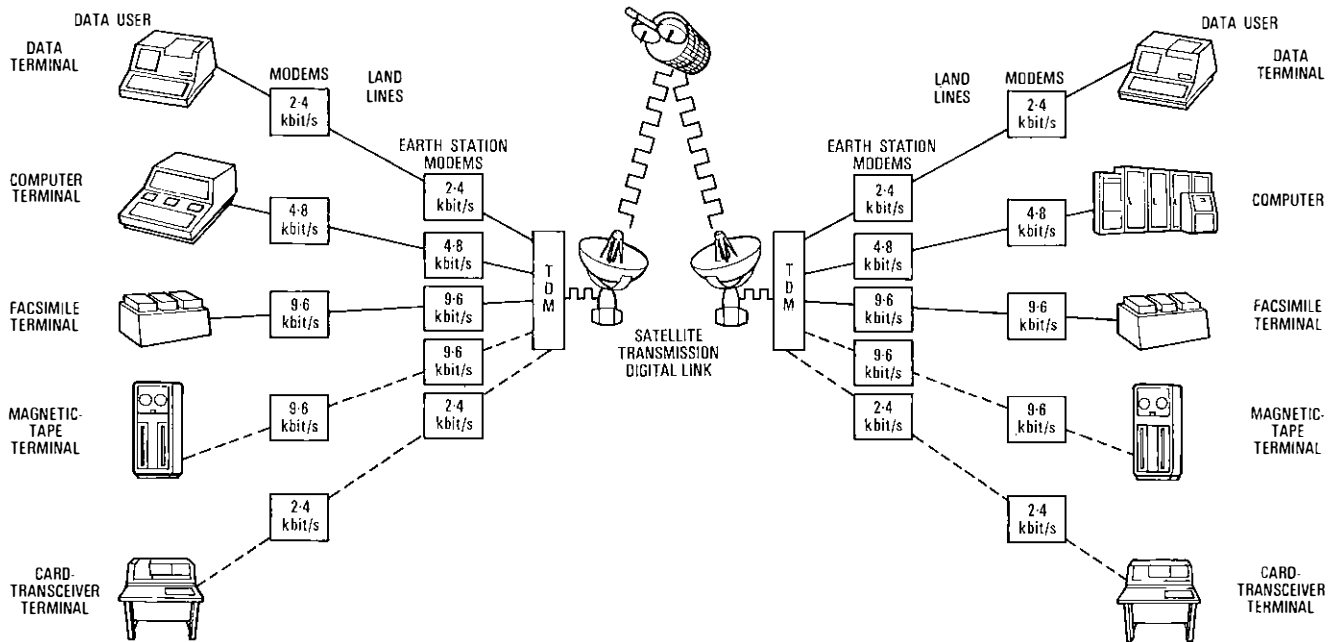 DATA USER
DATA
TERMINAL
MODEMS
LAND
LINES
2·4
kbit/s
EARTH STATION
MODEMS
2·4
kbit/s
COMPUTER
TERMINAL
4·8
kbit/s
4·8
kbit/s
TDM
FACSIMILE
TERMINAL
9·6
kbit/s
9·6
kbit/s
9·6
kbit/s
MAGNETIC-
TAPE
TERMINAL
9·6
kbit/s
2·4
kbit/s
2·4
kbit/s
CARD-
TRANSCEIVER
TERMINAL
SATELLITE
TRANSMISSION
DIGITAL LINK
DATA USER
DATA
TERMINAL
LAND
LINES
MODEMS
2·4
kbit/s
EARTH STATION
MODEMS
2·4
kbit/s
COMPUTER
4·8
kbit/s
4·8
kbit/s
TDM
9·6
kbit/s
9·6
kbit/s
FACSIMILE
TERMINAL
9·6
kbit/s
2·4
kbit/s
9·6
kbit/s
MAGNETIC-
TAPE
TERMINAL
2·4
kbit/s
CARD-
TRANSCEIVER
TERMINAL